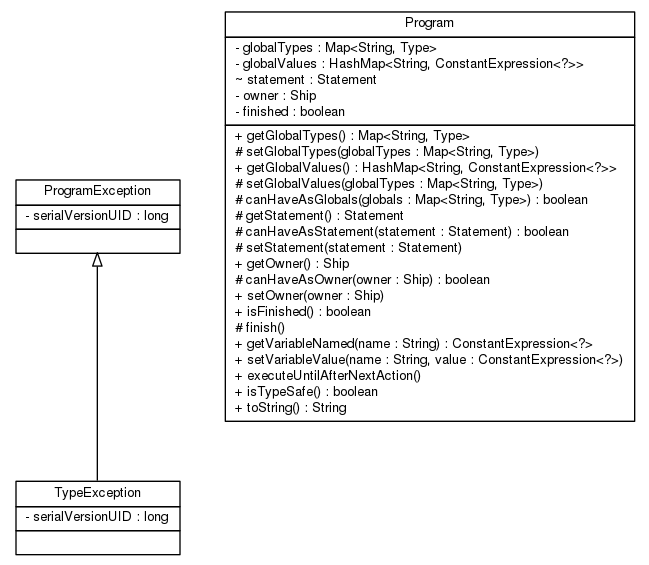 Program
- globalTypes : Map<String, Type>
- globalValues : HashMap<String, ConstantExpression<?>>
~ statement : Statement
- owner : Ship
- finished : boolean
+ getGlobalTypes() : Map<String, Type>
# setGlobalTypes(globalTypes : Map<String, Type>)
+ getGlobalValues() : HashMap<String, ConstantExpression<?>>
# setGlobalValues(globalTypes : Map<String, Type>)
# canHaveAsGlobals(globals : Map<String, Type>) : boolean
# getStatement() : Statement
# canHaveAsStatement(statement : Statement) : boolean
# setStatement(statement : Statement)
+ getOwner() : Ship
# canHaveAsOwner(owner : Ship) : boolean
+ setOwner(owner : Ship)
+ isFinished() : boolean
# finish()
+ getVariableNamed(name : String) : ConstantExpression<?>
+ setVariableValue(name : String, value : ConstantExpression<?>)
+ executeUntilAfterNextAction()
+ isTypeSafe() : boolean
+ toString() : String
ProgramException
- serialVersionUID : long
TypeException
- serialVersionUID : long